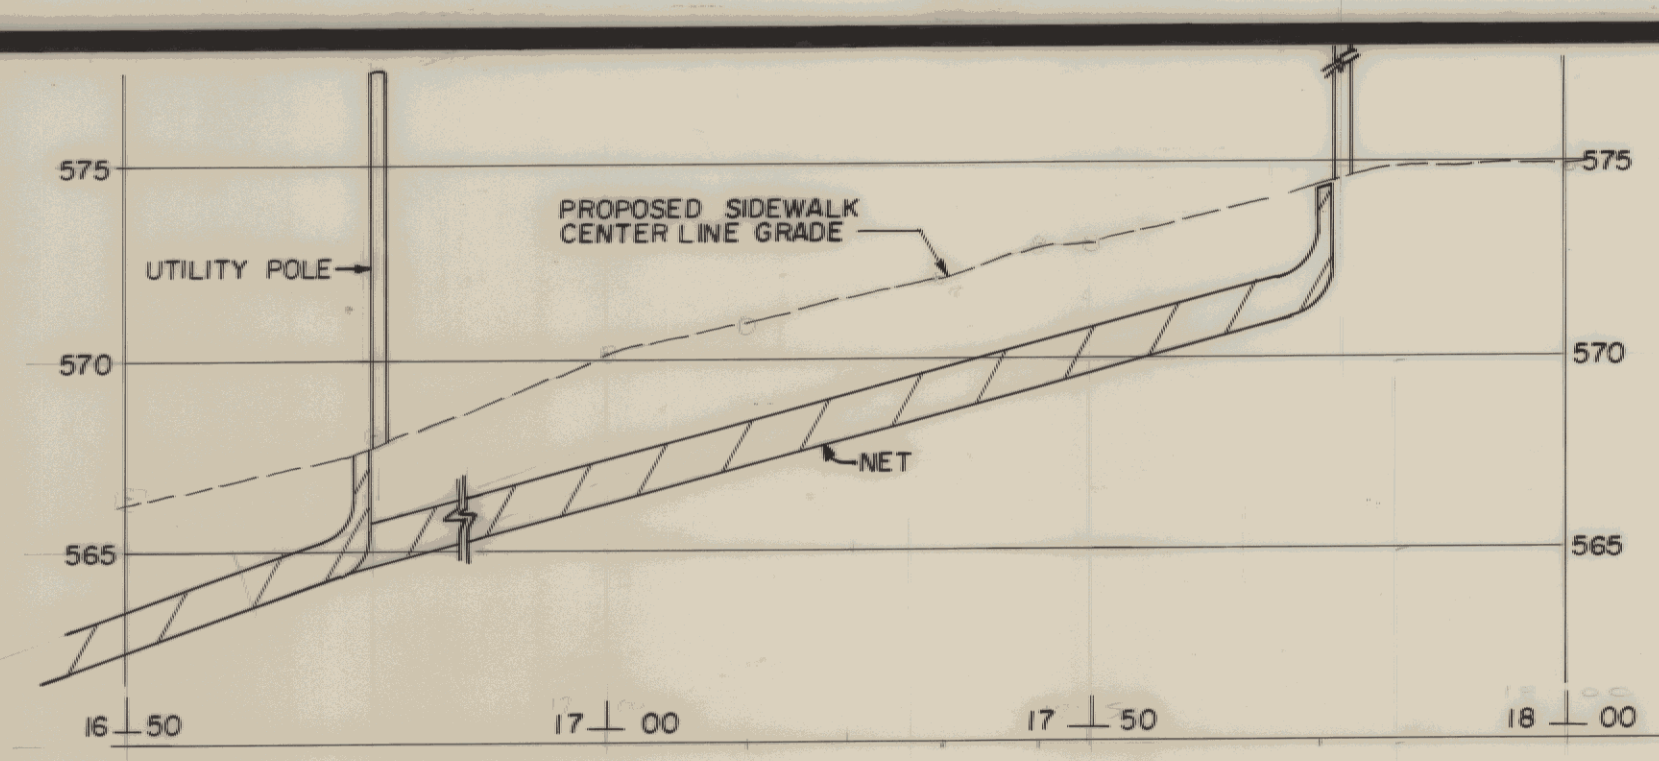 575
575
PROPOSED SIDEWALK
CENTER LINE GRADE
UTILITY POLE
570
570
NET
565
565
16 50
17 00
17 50
18 00